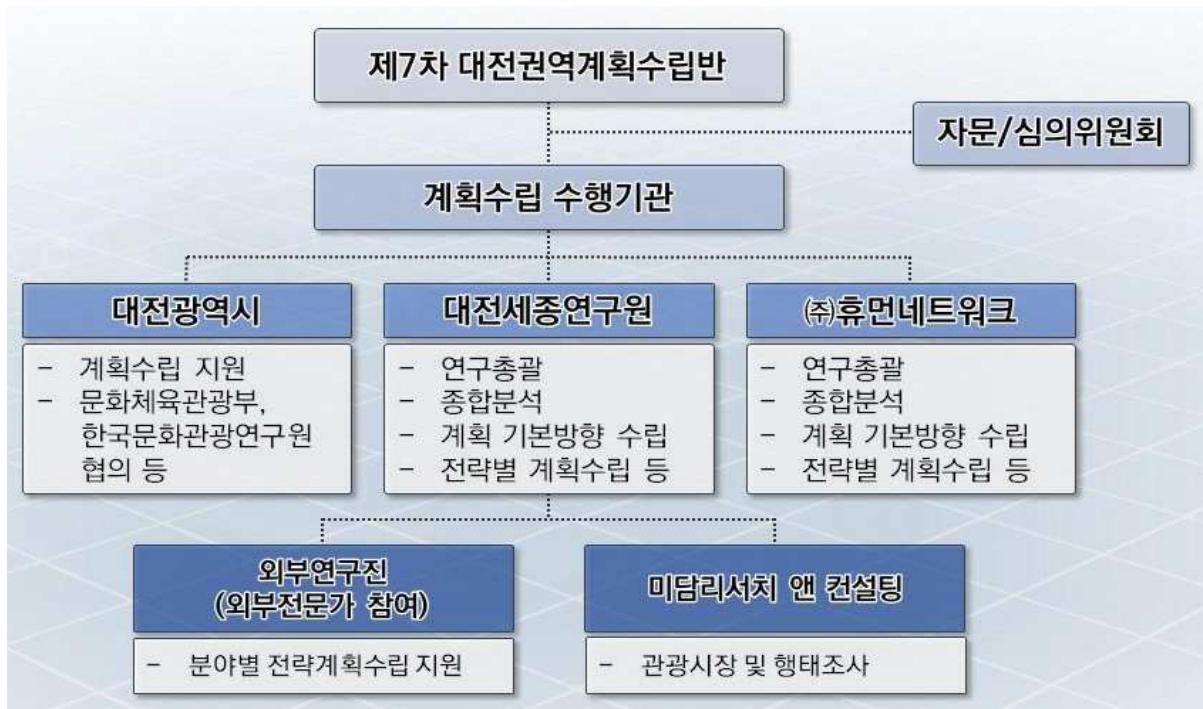 제7차 대전권역계획수립반
자문/심의위원회
계획수립 수행기관
대전광역시
- 계획수립 지원
- 문화체육관광부,
한국문화관광연구원
협의 등
대전세종연구원
- 연구총괄
- 종합분석
- 계획 기본방향 수립
- 전략별 계획수립 등
㈜휴먼네트워크
- 연구총괄
- 종합분석
- 계획 기본방향 수립
- 전략별 계획수립 등
외부연구진
(외부전문가 참여)
- 분야별 전략계획수립 지원
미담리서치 앤 컨설팅
- 관광시장 및 행태조사